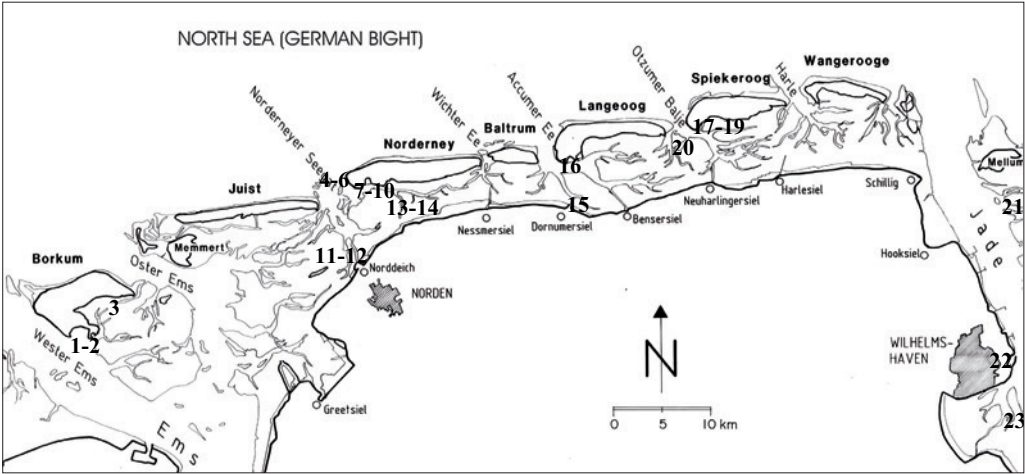 NORTH SEA (GERMAN BIGHT)
Norderneyer Seegat
Wichter Ee
Accumer Ee
Otzumer Balje
Harle
Wangerooge
Spiekeroog
Langeoog
Baltrum
Norderney
Juist
Memmert
Borkum
Oster Ems
Wester Ems
Ems
Mellum
Jade
4-6
7-10
13-14
11-12
3
1-2
16
15
20
17-19
21
22
23
Norddeich
NORDEN
Greetsiel
Nessmersiel
Dornumersiel
Bensersiel
Neuharlingersiel
Harlesiel
Schillig
Hooksiel
WILHELMS-
HAVEN
N
0 5 10 km